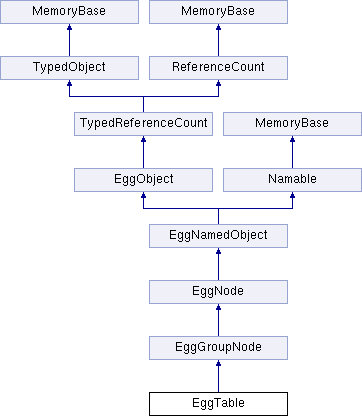 MemoryBase MemoryBase
TypedObject ReferenceCount
TypedReferenceCount MemoryBase
EggObject Namable
EggNamedObject
EggNode
EggGroupNode
EggTable